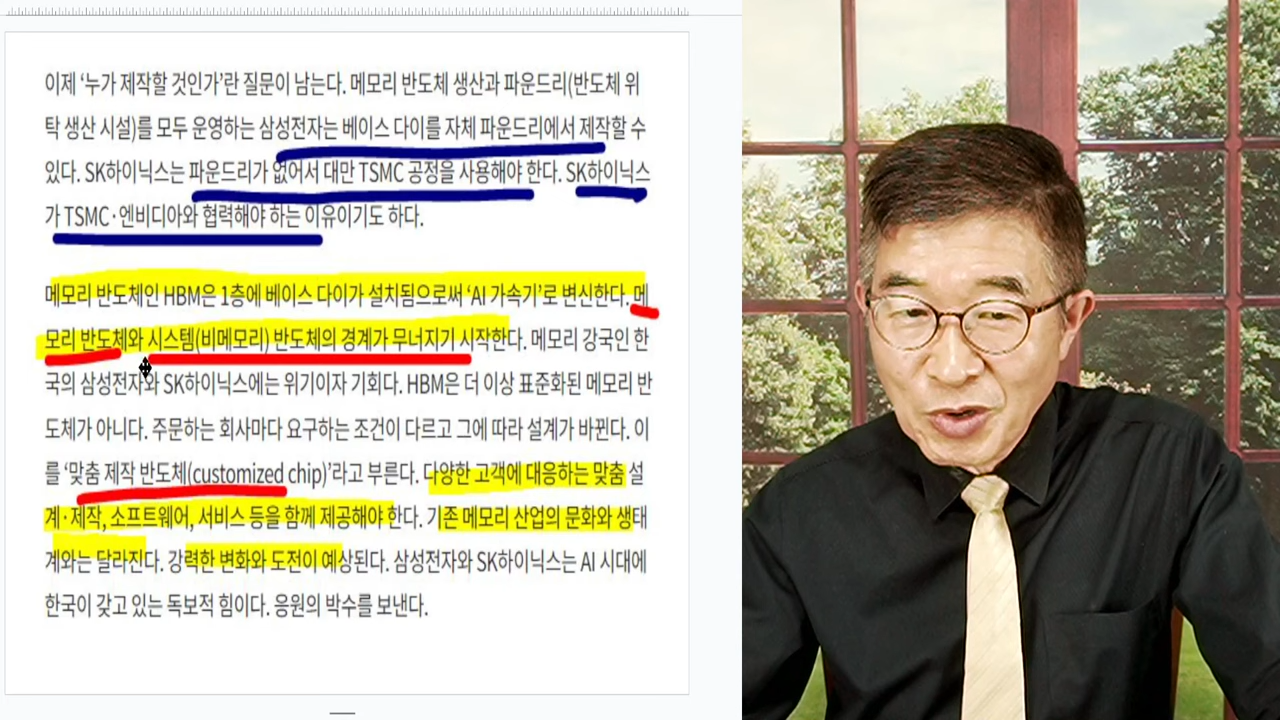 이제 ‘누가 제작할 것인가’란 질문이 남는다. 메모리 반도체 생산과 파운드리(반도체 위
탁 생산 시설)를 모두 운영하는 삼성전자는 베이스 다이를 자체 파운드리에서 제작할 수
있다. SK하이닉스는 파운드리가 없어서 대만 TSMC 공정을 사용해야 한다. SK하이닉스
가 TSMC·엔비디아와 협력해야 하는 이유이기도 하다.
메모리 반도체인 HBM은 1층에 베이스 다이가 설치됨으로써 ‘AI 가속기’로 변신한다. 메
모리 반도체와 시스템(비메모리) 반도체의 경계가 무너지기 시작한다. 메모리 강국인 한
국의 삼성전자와 SK하이닉스에는 위기이자 기회다. HBM은 더 이상 표준화된 메모리 반
도체가 아니다. 주문하는 회사마다 요구하는 조건이 다르고 그에 따라 설계가 바뀐다. 이
를 ‘맞춤 제작 반도체(customized chip)’라고 부른다. 다양한 고객에 대응하는 맞춤 설
계·제작, 소프트웨어, 서비스 등을 함께 제공해야 한다. 기존 메모리 산업의 문화와 생태
계와는 달라진다. 강력한 변화와 도전이 예상된다. 삼성전자와 SK하이닉스는 AI 시대에
한국이 갖고 있는 독보적 힘이다. 응원의 박수를 보낸다.